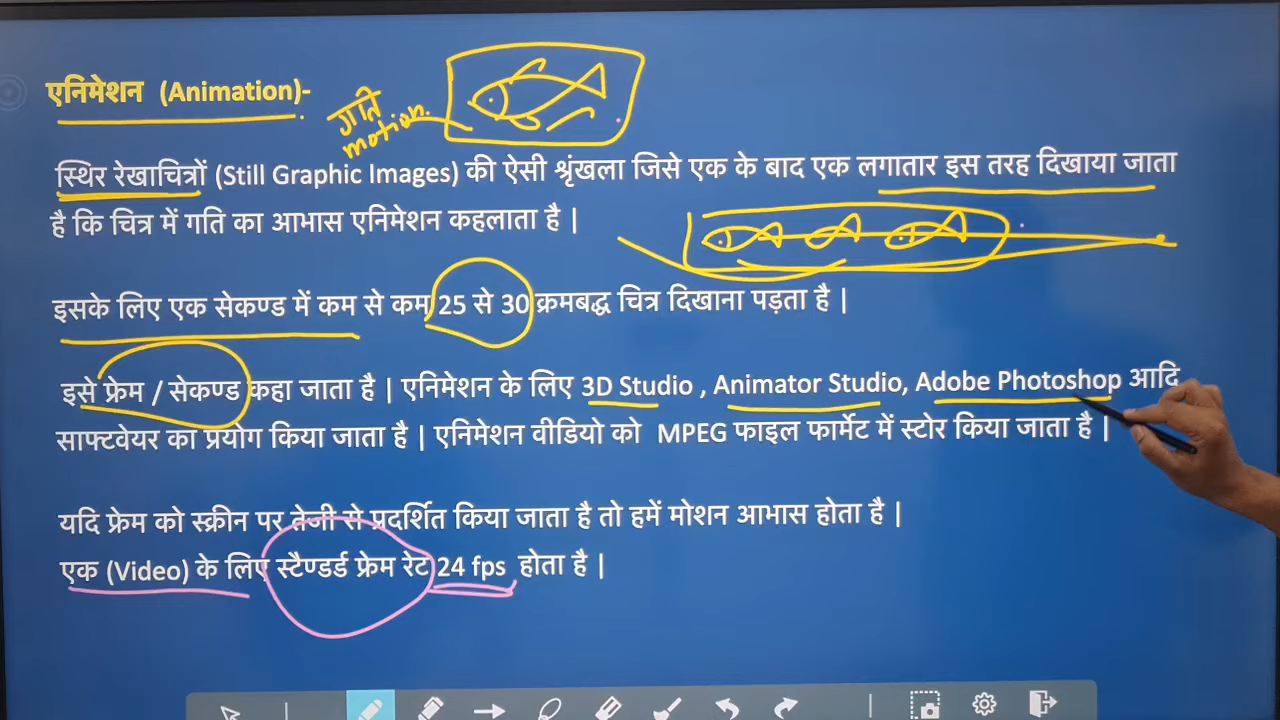 एनिमेशन (Animation)-
गति
motion.
स्थिर रेखाचित्रों (Still Graphic Images) की ऐसी श्रृंखला जिसे एक के बाद एक लगातार इस तरह दिखाया जाता
है कि चित्र में गति का आभास एनिमेशन कहलाता है |
इसके लिए एक सेकण्ड में कम से कम 25 से 30 क्रमबद्ध चित्र दिखाना पड़ता है |
इसे फ्रेम / सेकण्ड कहा जाता है | एनिमेशन के लिए 3D Studio , Animator Studio, Adobe Photoshop आदि
साफ्टवेयर का प्रयोग किया जाता है | एनिमेशन वीडियो को MPEG फाइल फार्मेट में स्टोर किया जाता है |
यदि फ्रेम को स्क्रीन पर तेजी से प्रदर्शित किया जाता है तो हमें मोशन आभास होता है |
एक (Video) के लिए स्टैण्डर्ड फ्रेम रेट 24 fps होता है |